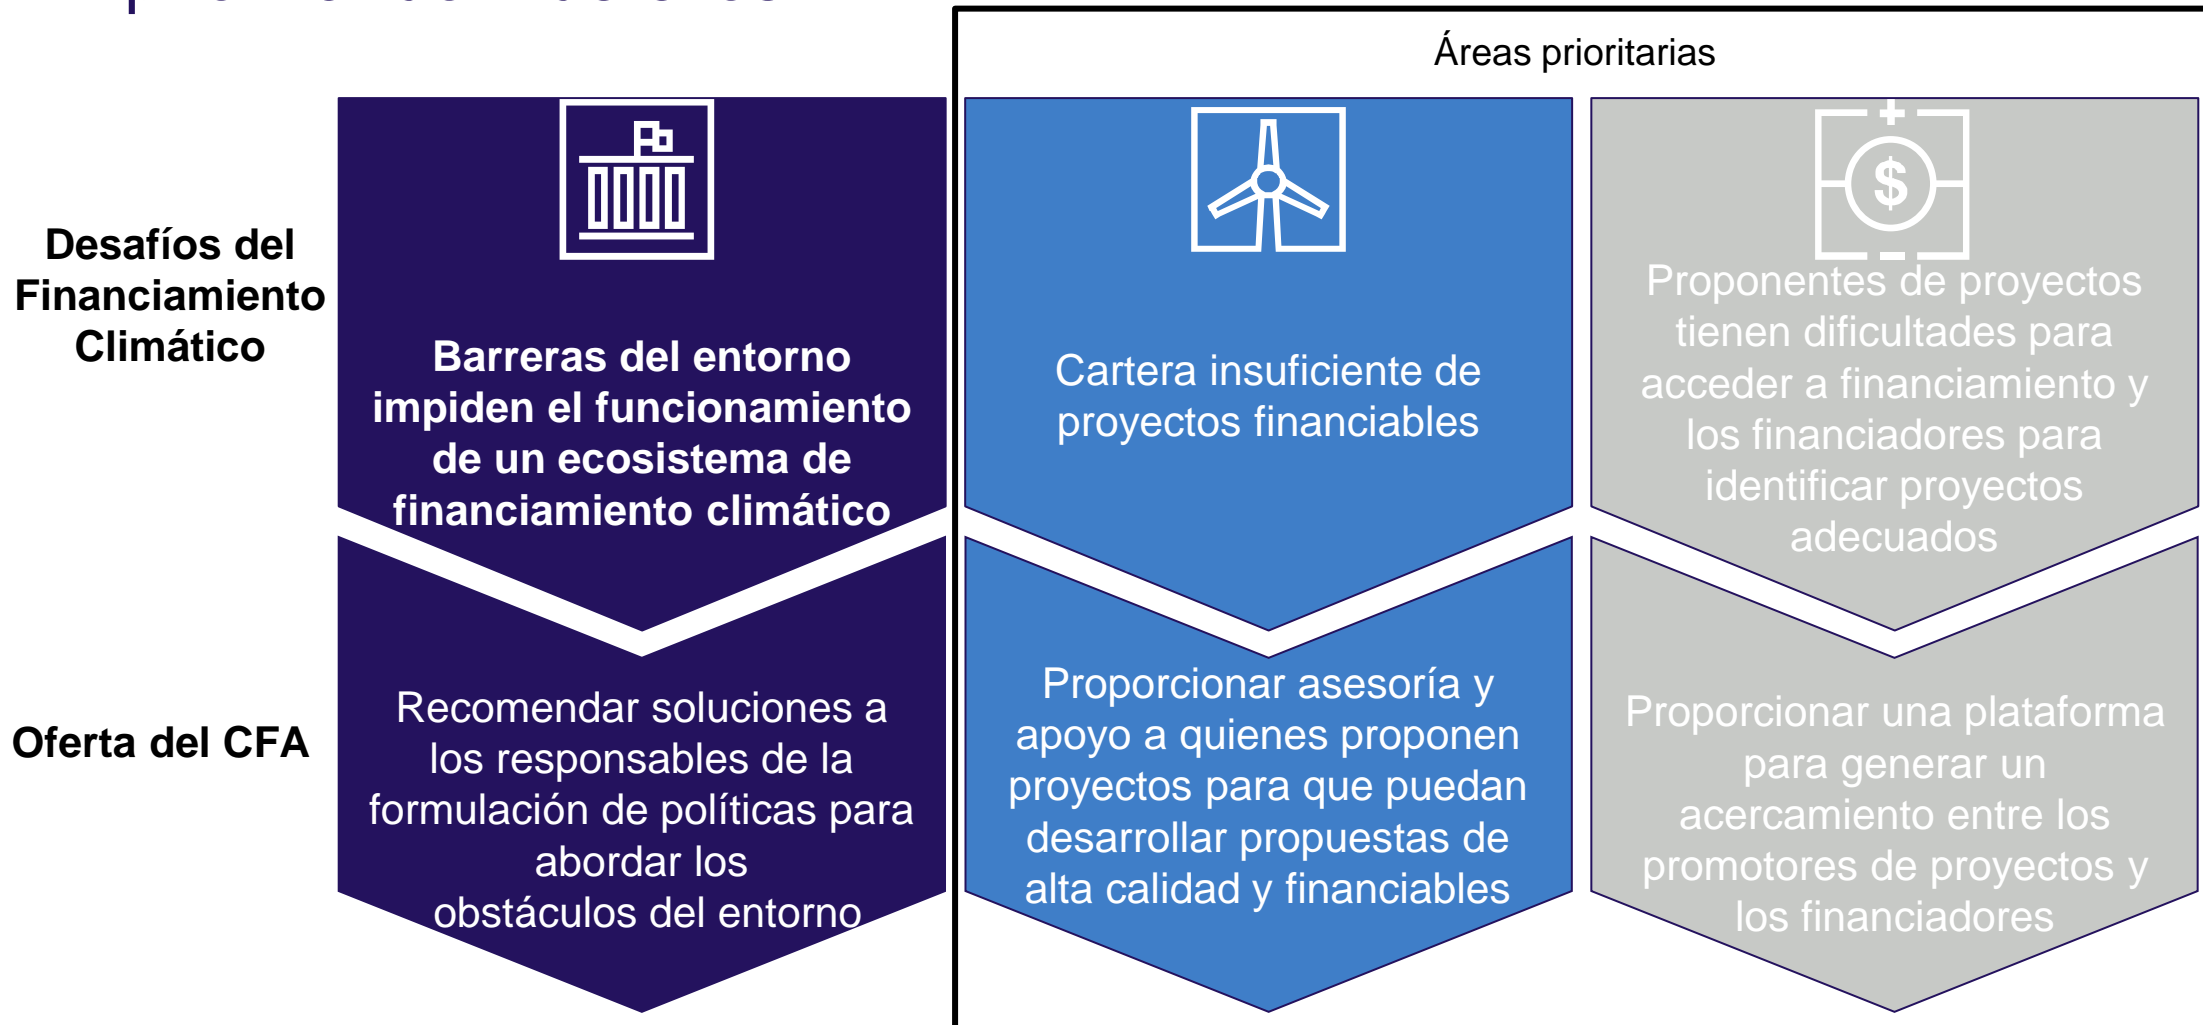 Áreas prioritarias
Desafíos del
Financiamiento
Climático
Barreras del entorno
impiden el funcionamiento
de un ecosistema de
financiamiento climático
Cartera insuficiente de
proyectos financiables
$
Proponentes de proyectos
tienen dificultades para
acceder a financiamiento y
los financiadores para
identificar proyectos
adecuados
Oferta del CFA
Recomendar soluciones a
los responsables de la
formulación de políticas para
abordar los
obstáculos del entorno
Proporcionar asesoría y
apoyo a quienes proponen
proyectos para que puedan
desarrollar propuestas de
alta calidad y financiables
Proporcionar una plataforma
para generar un
acercamiento entre los
promotores de proyectos y
los financiadores